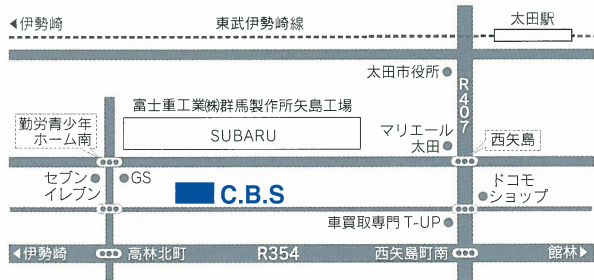 ◀伊勢崎
東武伊勢崎線
太田駅
太田市役所
R407
富士重工業㈱群馬製作所矢島工場
SUBARU
勤労青少年
ホーム南
マリエール
太田
西矢島
セブン
イレブン
GS
C.B.S
ドコモ
ショップ
車買取専門 T-UP
◀伊勢崎
高林北町
R354
西矢島町南
館林▶